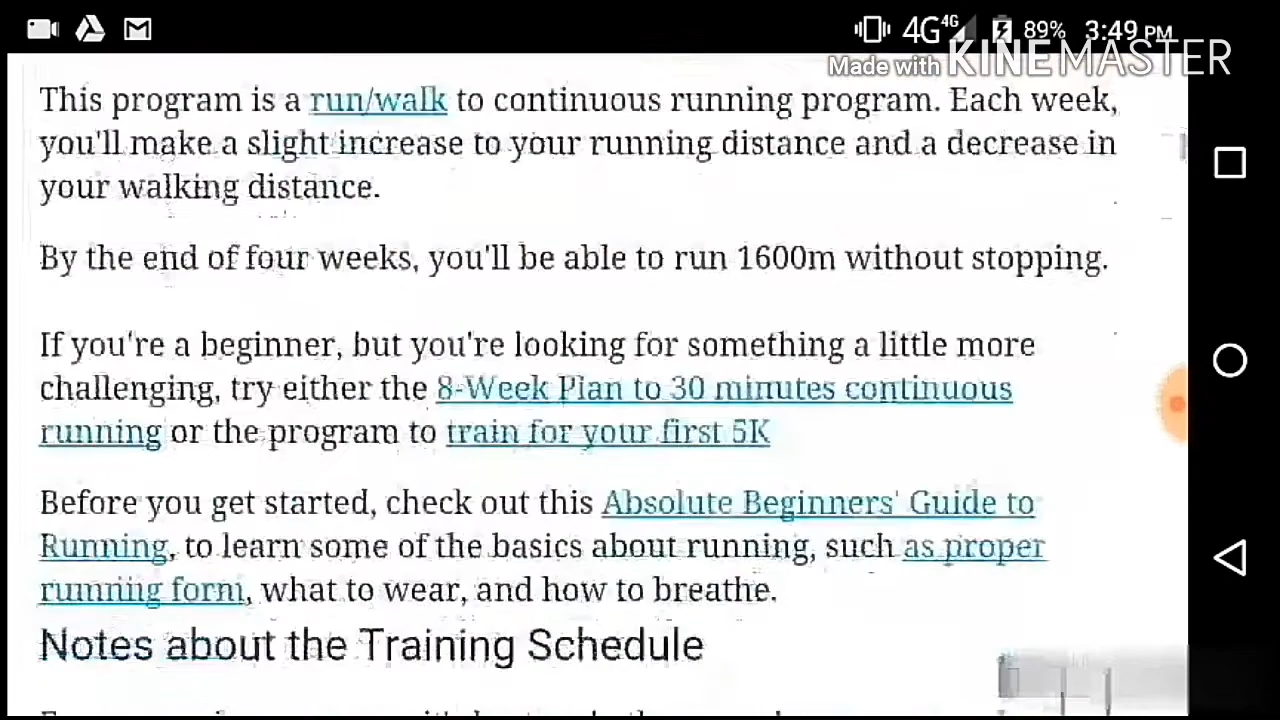 4G 4G 89% 3:49 PM
Made with KINEMASTER
This program is a run/walk to continuous running program. Each week,
you'll make a slight increase to your running distance and a decrease in
your walking distance.
By the end of four weeks, you'll be able to run 1600m without stopping.
If you're a beginner, but you're looking for something a little more
challenging, try either the 8-Week Plan to 30 minutes continuous
running or the program to train for your first 5K
Before you get started, check out this Absolute Beginners' Guide to
Running, to learn some of the basics about running, such as proper
running form, what to wear, and how to breathe.
Notes about the Training Schedule